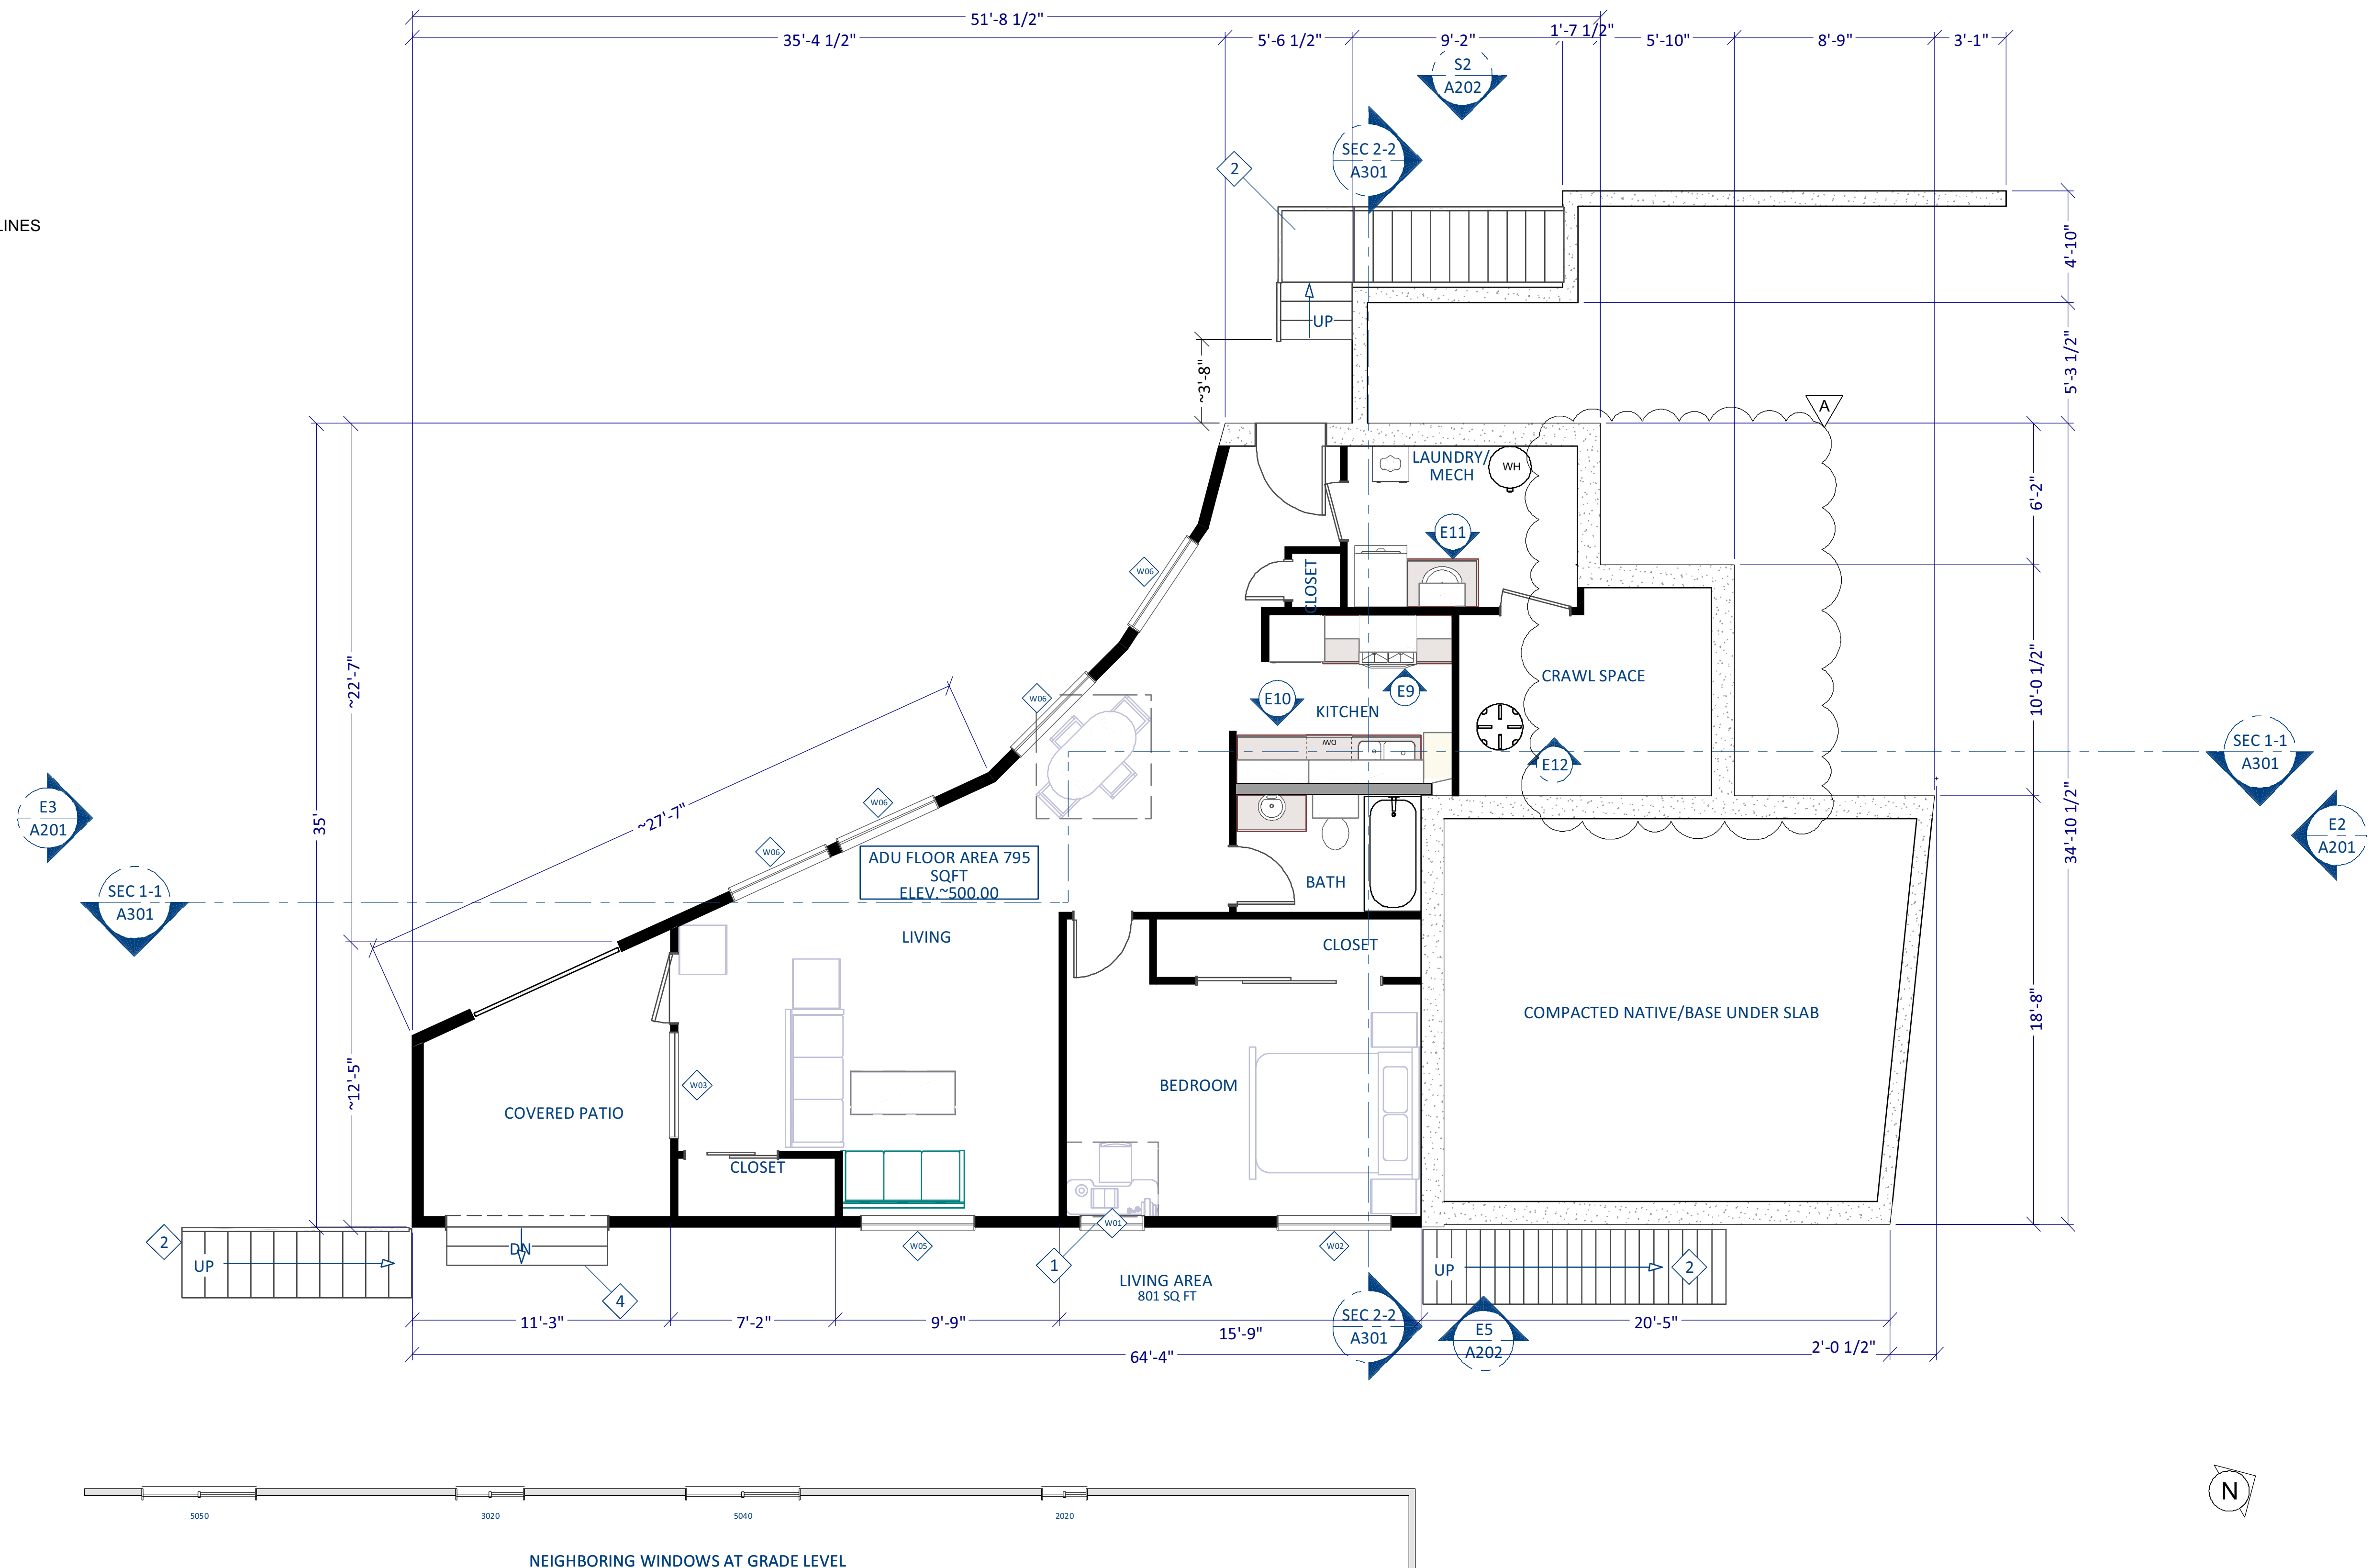 51'-8 1/2"
35'-4 1/2"
5'-6 1/2"
9'-2"
1'-7 1/2"
5'-10"
8'-9"
3'-1"
S2
A202
SEC 2-2
A301
2
LINES
UP
4'-10"
5'-3 1/2"
~3'-8"
A
LAUNDRY/
MECH
WH
E11
6'-2"
W06
CLOSET
CRAWL SPACE
W06
E10
E9
KITCHEN
DW
10'-0 1/2"
~22'-7"
35'
~27'-7"
E12
SEC 1-1
A301
E3
A201
E2
A201
W06
W06
34'-10 1/2"
ADU FLOOR AREA 795
SQFT
ELEV.~500.00
BATH
SEC 1-1
A301
LIVING
CLOSET
COMPACTED NATIVE/BASE UNDER SLAB
18'-8"
~12'-5"
W03
BEDROOM
COVERED PATIO
CLOSET
2
UP
DN
4
W05
W01
1
W02
LIVING AREA
801 SQ FT
UP
2
11'-3"
7'-2"
9'-9"
15'-9"
SEC 2-2
A301
E5
A202
20'-5"
2'-0 1/2"
64'-4"
N
5050
3020
5040
2020
NEIGHBORING WINDOWS AT GRADE LEVEL